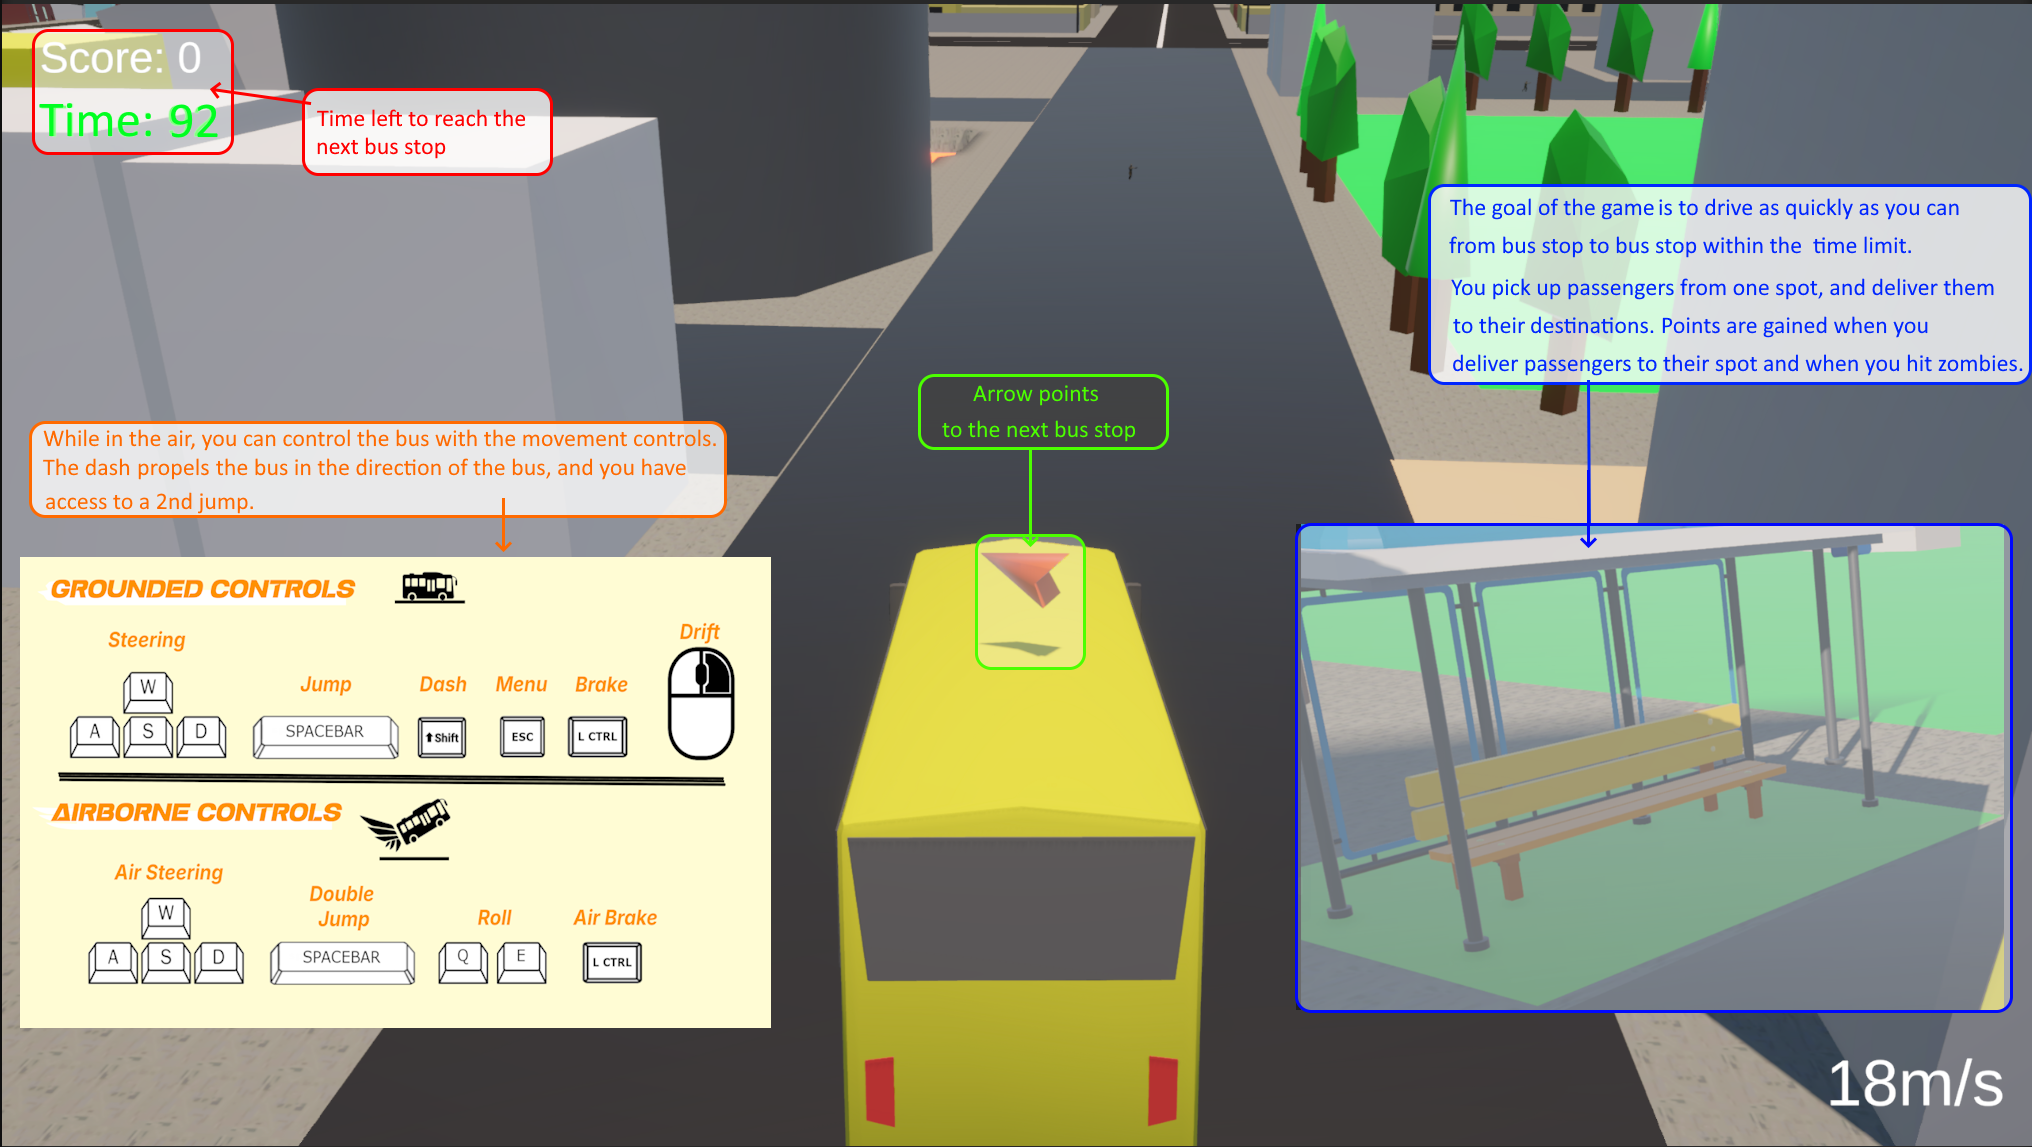 Score: 0
Time: 92
Time left to reach the
next bus stop
The goal of the game is to drive as quickly as you can
from bus stop to bus stop within the time limit.
You pick up passengers from one spot, and deliver them
to their destinations. Points are gained when you
deliver passengers to their spot and when you hit zombies.
Arrow points
to the next bus stop
While in the air, you can control the bus with the movement controls.
The dash propels the bus in the direction of the bus, and you have
access to a 2nd jump.
GROUNDED CONTROLS
Steering
Jump
Dash
Menu
Brake
Drift
W
A S D
SPACEBAR
Shift
ESC
L CTRL
AIRBORNE CONTROLS
Air Steering
Double
Jump
Roll
Air Brake
W
A S D
SPACEBAR
Q E
L CTRL
18m/s